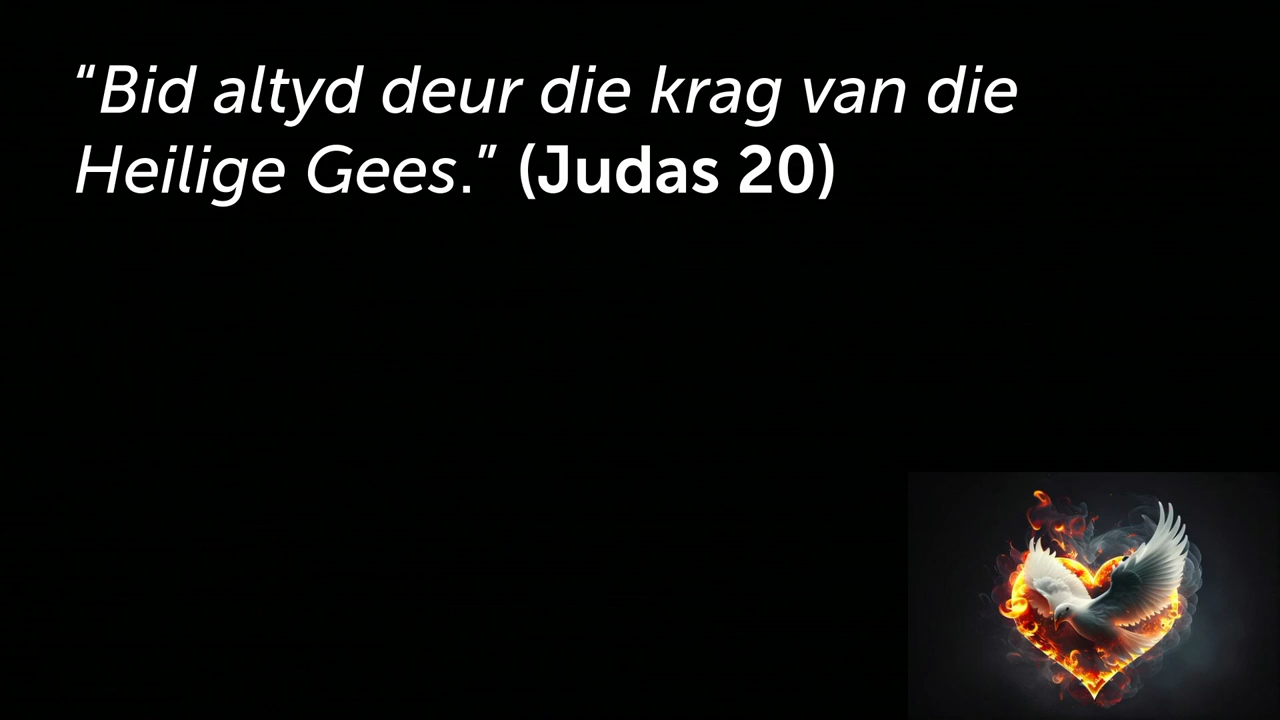 “Bid altyd deur die krag van die
Heilige Gees.” (Judas 20)